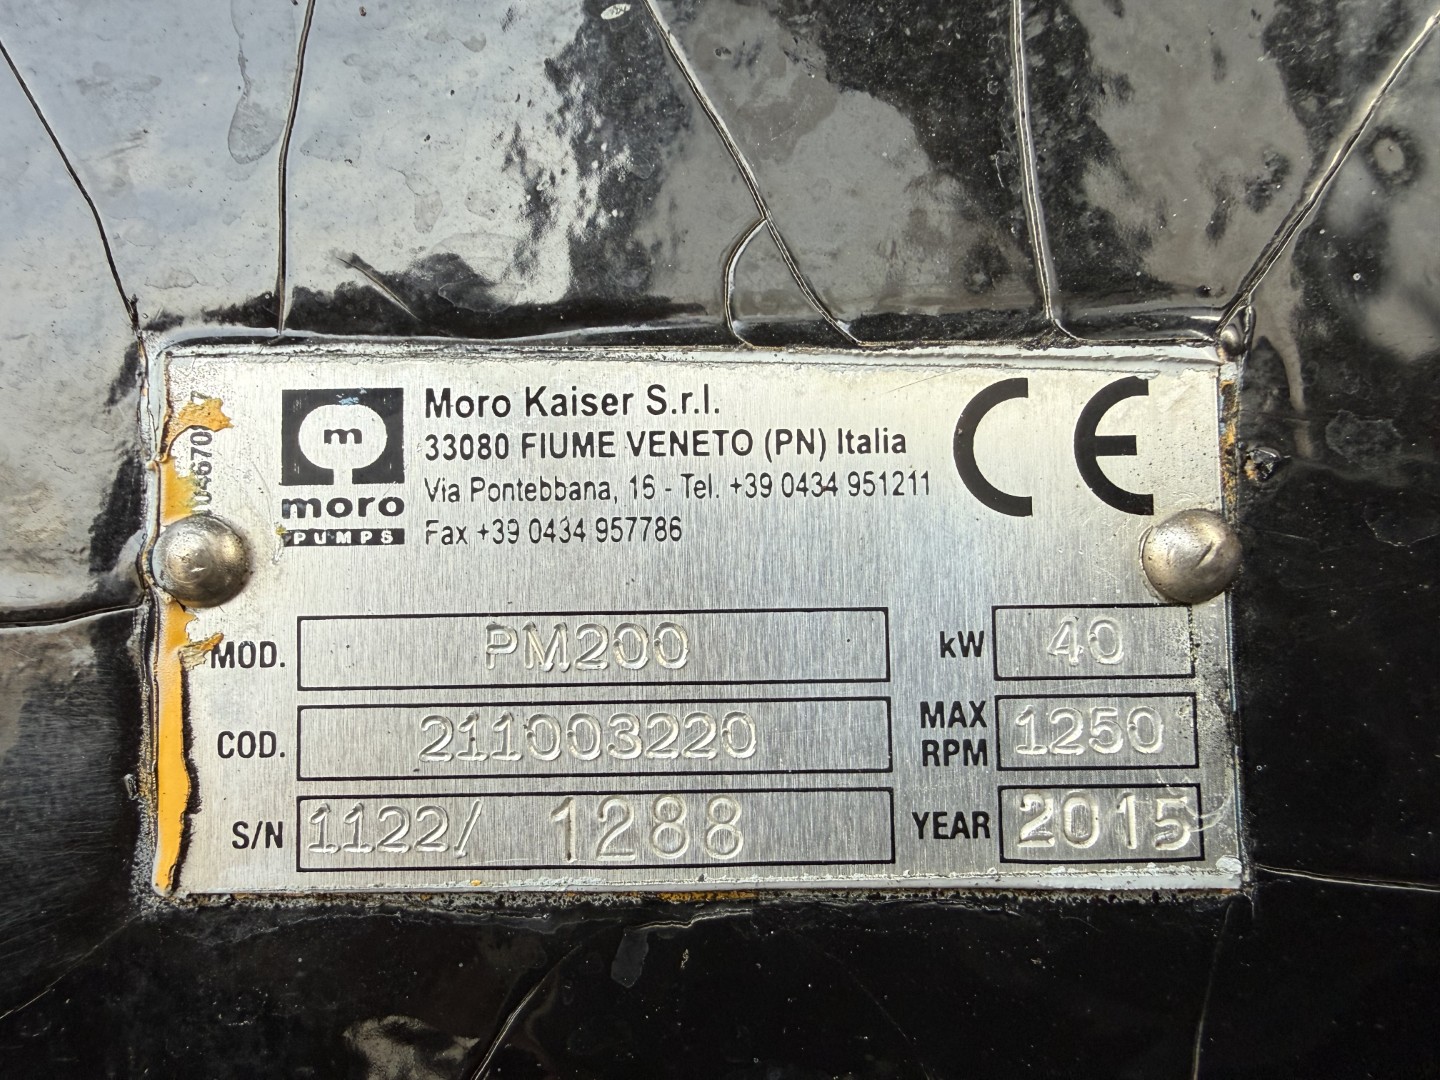 m
moro
PUMPS
Moro Kaiser S.r.l.
33080 FIUME VENETO (PN) Italia
Via Pontebbana, 16 - Tel. +39 0434 951211
Fax +39 0434 957786
CE
MOD. PM200
kW 40
COD. 211003220
MAX RPM 1250
S/N 1122/ 1288
YEAR 2015